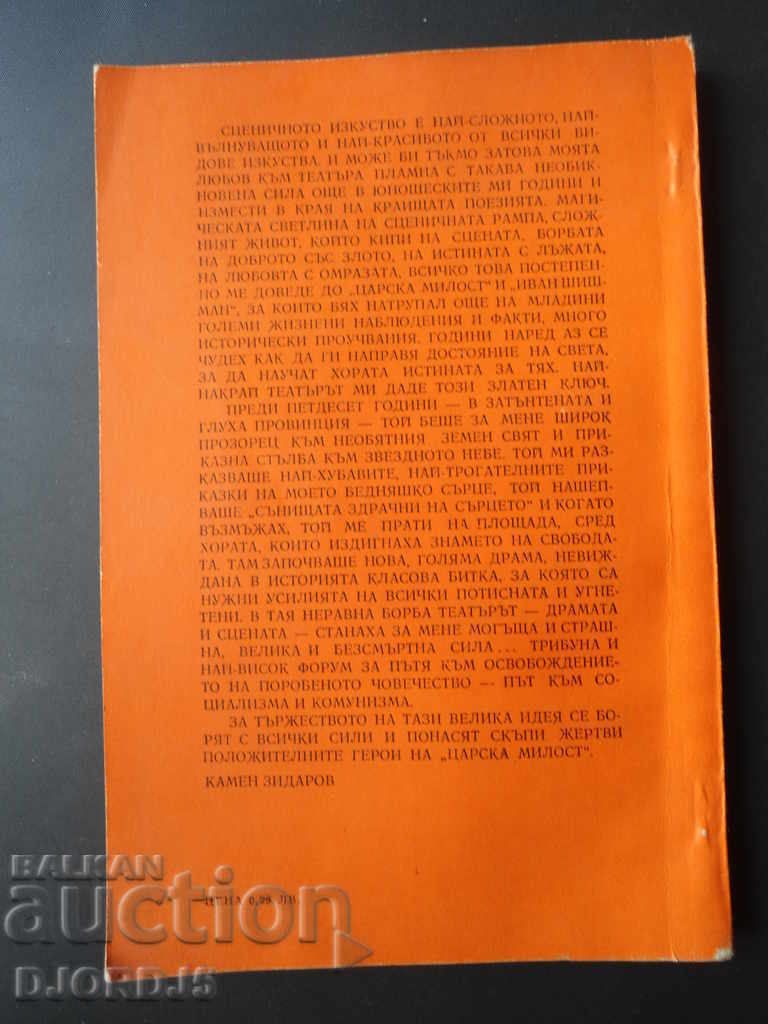 СЦЕНИЧНОТО ИЗКУСТВО Е НАЙ-СЛОЖНОТО, НАЙ-
ВЪЛНУВАЩОТО И НАЙ-КРАСИВОТО ОТ ВСИЧКИ ВИ-
ДОВЕ ИЗКУСТВА. И МОЖЕ БИ ТЪКМО ЗАТОВА МОЯТА
ЛЮБОВ КЪМ ТЕАТЪРА ПЛАМНА С ТАКАВА НЕОБИК-
НОВЕНА СИЛА ОЩЕ В ЮНОШЕСКИТЕ МИ ГОДИНИ И
ИЗМЕСТИ В КРАЯ НА КРАИЩАТА ПОЕЗИЯТА. МАГИ-
ЧЕСКАТА СВЕТЛИНА НА СЦЕНИЧНАТА РАМПА, СЛОЖ-
НИЯТ ЖИВОТ, КОЙТО КИПИ НА СЦЕНАТА, БОРБАТА
НА ДОБРОТО СЪС ЗЛОТО, НА ИСТИНАТА С ЛЪЖАТА,
НА ЛЮБОВТА С ОМРАЗАТА, ВСИЧКО ТОВА ПОСТЕПЕН-
НО МЕ ДОВЕДЕ ДО „ЦАРСКА МИЛОСТ“ И „ИВАН ШИШ-
МАН“, ЗА КОИТО БЯХ НАТРУПАЛ ОЩЕ НА МЛАДИНИ
ГОЛЕМИ ЖИЗНЕНИ НАБЛЮДЕНИЯ И ФАКТИ, МНОГО
ИСТОРИЧЕСКИ ПРОУЧВАНИЯ. ГОДИНИ НАРЕД АЗ СЕ
ЧУДЕХ КАК ДА ГИ НАПРАВЯ ДОСТОЯНИЕ НА СВЕТА,
ЗА ДА НАУЧАТ ХОРАТА ИСТИНАТА ЗА ТЯХ. НАЙ-
НАКРАЙ ТЕАТЪРЪТ МИ ДАДЕ ТОЗИ ЗЛАТЕН КЛЮЧ.
ПРЕДИ ПЕТДЕСЕТ ГОДИНИ — В ЗАТЪНТЕНАТА И
ГЛУХА ПРОВИНЦИЯ — ТОЙ БЕШЕ ЗА МЕНЕ ШИРОК
ПРОЗОРЕЦ КЪМ НЕОБЯТНИЯ ЗЕМЕН СВЯТ И ПРИ-
КАЗНА СТЪЛБА КЪМ ЗВЕЗДНОТО НЕБЕ. ТОЙ МИ РАЗ-
КАЗВАШЕ НАЙ-ХУБАВИТЕ, НАЙ-ТРОГАТЕЛНИТЕ ПРИ-
КАЗКИ НА МОЕТО БЕДНЯШКО СЪРЦЕ, ТОЙ НАШЕП-
ВАШЕ „СЪНИЩАТА ЗДРАЧНИ НА СЪРЦЕТО“ И КОГАТО
ВЪЗМЪЖАХ, ТОЙ МЕ ПРАТИ НА ПЛОЩАДА, СРЕД
ХОРАТА, КОИТО ИЗДИГНАХА ЗНАМЕТО НА СВОБОДА-
ТА. ТАМ ЗАПОЧВАШЕ НОВА, ГОЛЯМА ДРАМА, НЕВИЖ-
ДАНА В ИСТОРИЯТА КЛАСОВА БИТКА, ЗА КОЯТО СА
НУЖНИ УСИЛИЯТА НА ВСИЧКИ ПОТИСНАТИ И УГНЕ-
ТЕНИ. В ТАЯ НЕРАВНА БОРБА ТЕАТЪРЪТ — ДРАМАТА
И СЦЕНАТА — СТАНАХА ЗА МЕНЕ МОГЪЩА И СТРАШ-
НА, ВЕЛИКА И БЕЗСМЪРТНА СИЛА... ТРИБУНА И
НАЙ-ВИСОК ФОРУМ ЗА ПЪТЯ КЪМ ОСВОБОЖДЕНИЕ-
ТО НА ПОРОБЕНОТО ЧОВЕЧЕСТВО — ПЪТ КЪМ СО-
ЦИАЛИЗМА И КОМУНИЗМА.
ЗА ТЪРЖЕСТВОТО НА ТАЗИ ВЕЛИКА ИДЕЯ СЕ БО-
РЯТ С ВСИЧКИ СИЛИ И ПОНАСЯТ СКЪПИ ЖЕРТВИ
ПОЛОЖИТЕЛНИТЕ ГЕРОИ НА „ЦАРСКА МИЛОСТ“.
КАМЕН ЗИДАРОВ
ЦЕНА 0,39 ЛВ.
BALKAN
auction
DJORDJ5